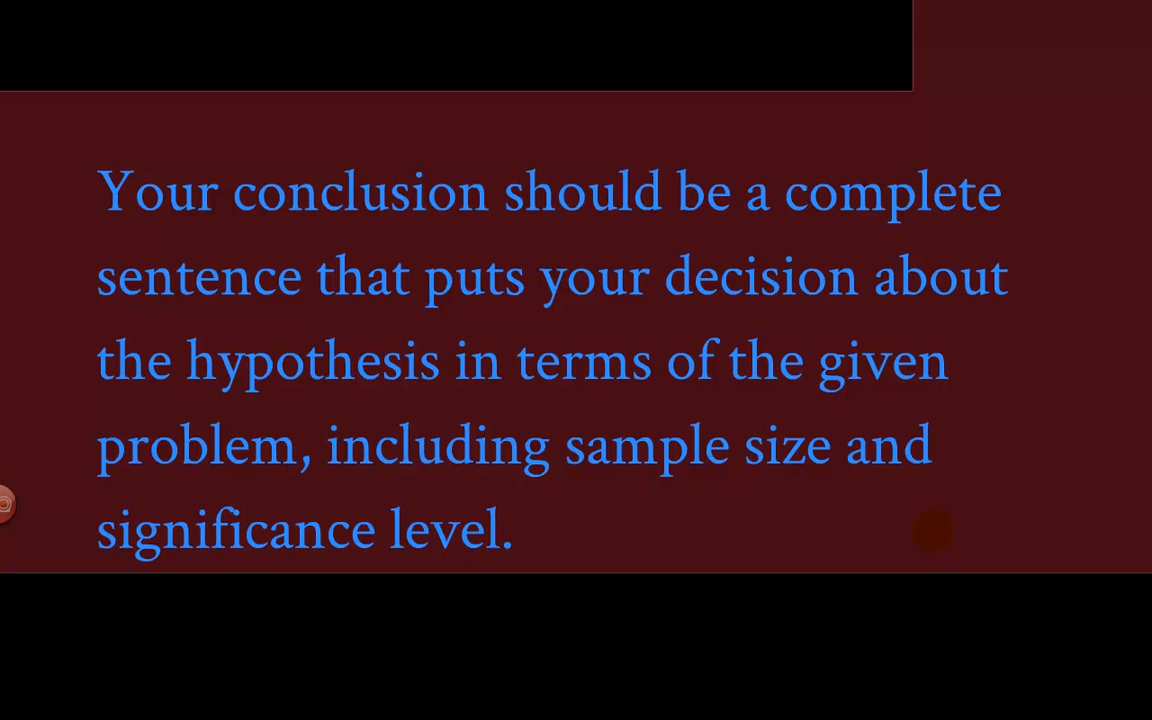 Your conclusion should be a complete
sentence that puts your decision about
the hypothesis in terms of the given
problem, including sample size and
significance level.